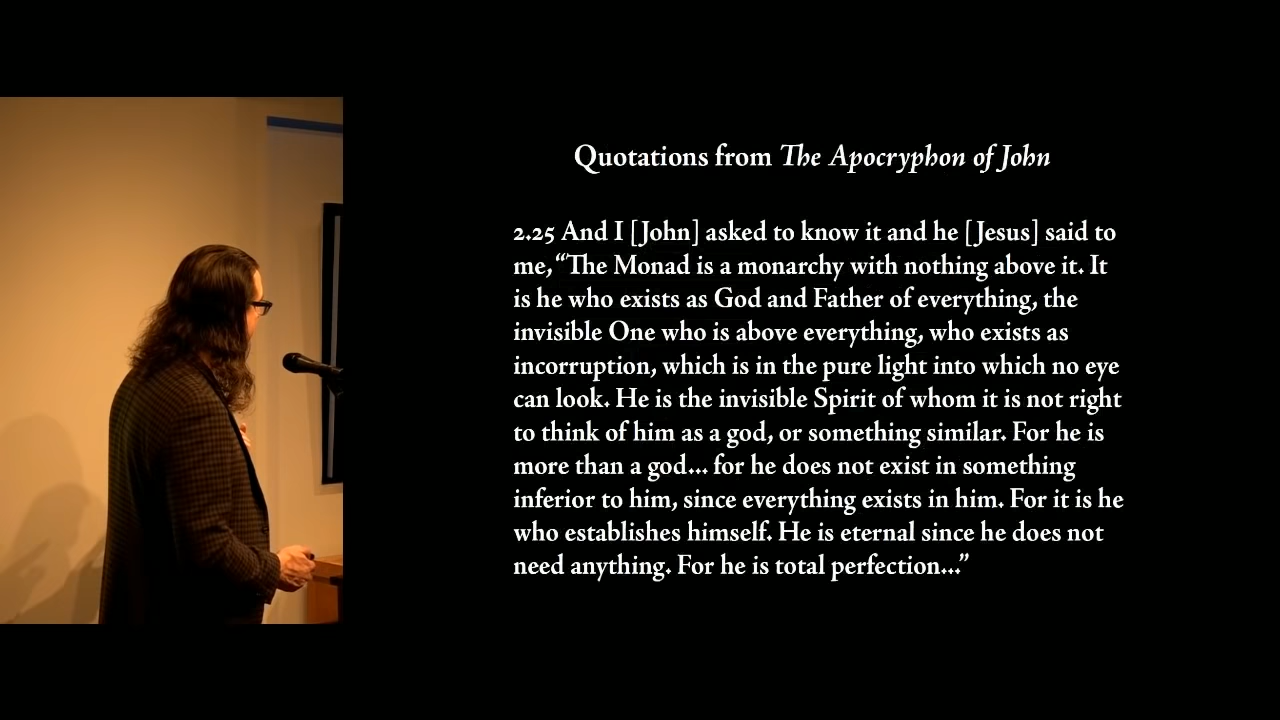 Quotations from The Apocryphon of John
2.25 And I [John] asked to know it and he [Jesus] said to
me, “The Monad is a monarchy with nothing above it. It
is he who exists as God and Father of everything, the
invisible One who is above everything, who exists as
incorruption, which is in the pure light into which no eye
can look. He is the invisible Spirit of whom it is not right
to think of him as a god, or something similar. For he is
more than a god... for he does not exist in something
inferior to him, since everything exists in him. For it is he
who establishes himself. He is eternal since he does not
need anything. For he is total perfection...”